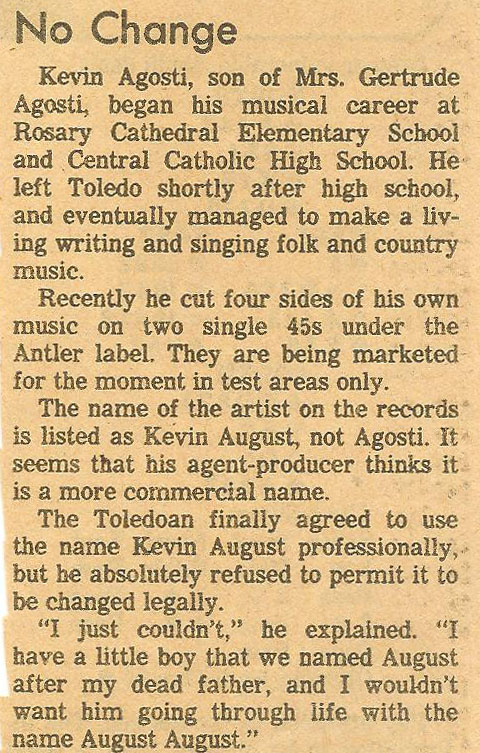 No Change
Kevin Agosti, son of Mrs. Gertrude
Agosti, began his musical career at
Rosary Cathedral Elementary School
and Central Catholic High School. He
left Toledo shortly after high school,
and eventually managed to make a liv-
ing writing and singing folk and country
music.
Recently he cut four sides of his own
music on two single 45s under the
Antler label. They are being marketed
for the moment in test areas only.
The name of the artist on the records
is listed as Kevin August, not Agosti. It
seems that his agent-producer thinks it
is a more commercial name.
The Toledoan finally agreed to use
the name Kevin August professionally,
but he absolutely refused to permit it to
be changed legally.
"I just couldn't," he explained. "I
have a little boy that we named August
after my dead father, and I wouldn't
want him going through life with the
name August August."